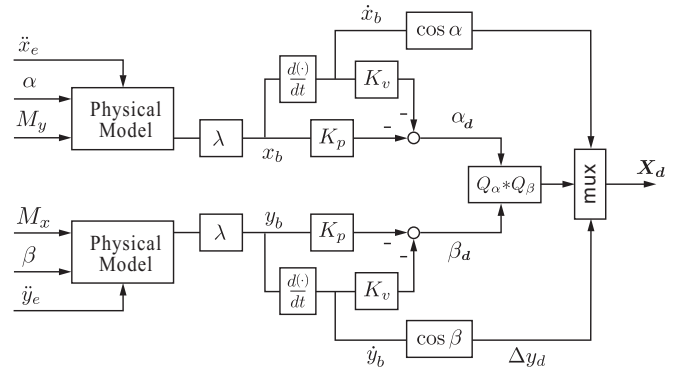 ẋ_b
cos α
ẍ_e
α
M_y
Physical
Model
λ
x_b
d(·)
dt
K_v
K_p
-
-
α_d
Q_α*Q_β
mux
X_d
M_x
β
ÿ_e
Physical
Model
λ
y_b
K_p
-
-
β_d
d(·)
dt
K_v
ẏ_b
cos β
Δy_d